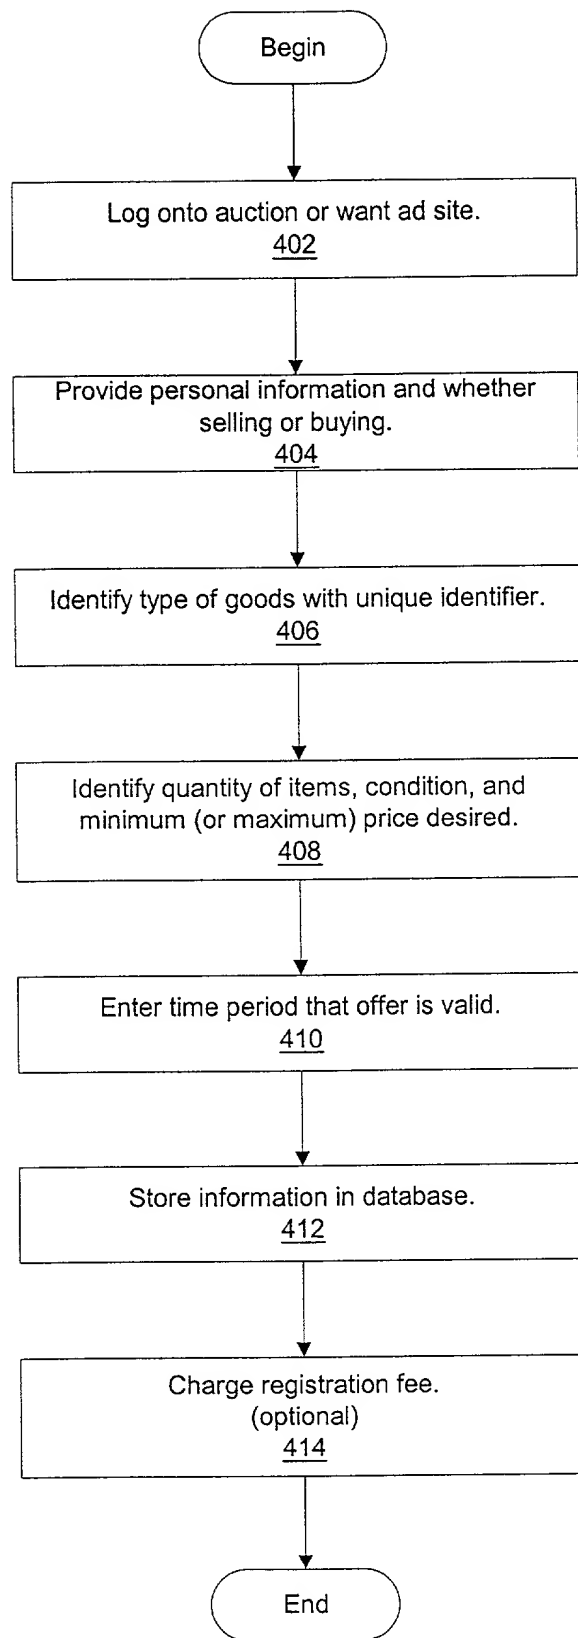 Begin
Log onto auction or want ad site.
402
Provide personal information and whether
selling or buying.
404
Identify type of goods with unique identifier.
406
Identify quantity of items, condition, and
minimum (or maximum) price desired.
408
Enter time period that offer is valid.
410
Store information in database.
412
Charge registration fee.
(optional)
414
End